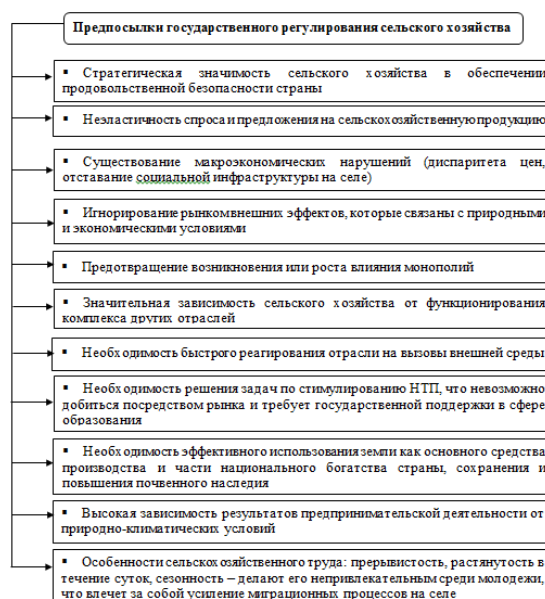 Предпосылки государственного регулирования сельского хозяйства
▪ Стратегическая значимость сельского хозяйства в обеспечении
продовольственной безопасности страны
▪ Неэластичность спроса и предложения на сельскохозяйственную продукцию
▪ Существование макроэкономических нарушений (диспаритета цен,
отставание социальной инфраструктуры на селе)
▪ Игнорирование рынком внешних эффектов, которые связаны с природными
и экономическими условиями
▪ Предотвращение возникновения или роста влияния монополий
▪ Значительная зависимость сельского хозяйства от функционирования
комплекса других отраслей
▪ Необходимость быстрого реагирования отрасли на вызовы внешней среды
▪ Необходимость решения задач по стимулированию НТП, что невозможно
добиться посредством рынка и требует государственной поддержки в сфере
образования
▪ Необходимость эффективного использования земли как основного средства
производства и части национального богатства страны, сохранения и
повышения почвенного наследия
▪ Высокая зависимость результатов предпринимательской деятельности от
природно-климатических условий
▪ Особенности сельскохозяйственного труда: прерывистость, растянутость в
течение суток, сезонность – делают его непривлекательным среди молодежи,
что влечет за собой усиление миграционных процессов на селе